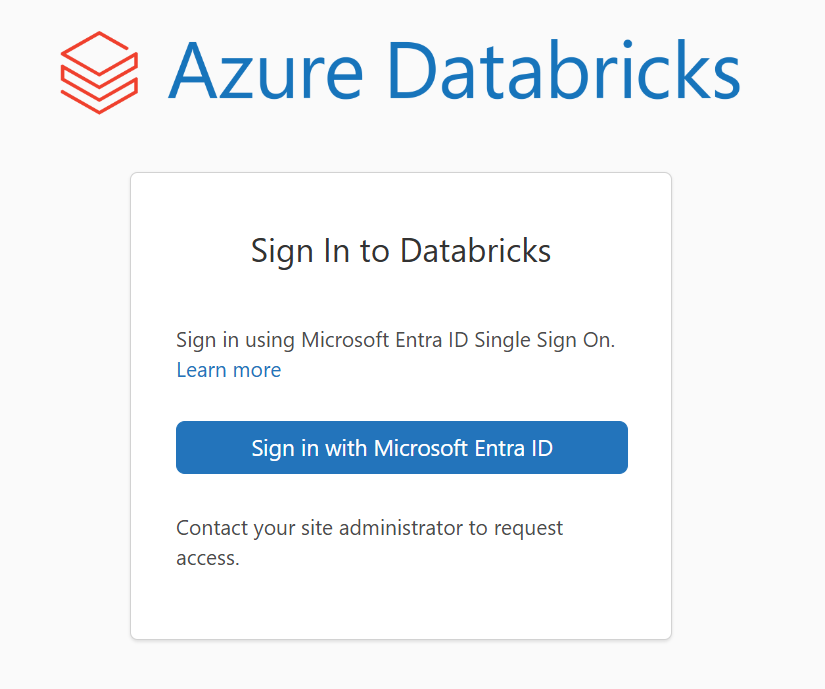 Azure Databricks
Sign In to Databricks
Sign in using Microsoft Entra ID Single Sign On.
Learn more
Sign in with Microsoft Entra ID
Contact your site administrator to request
access.